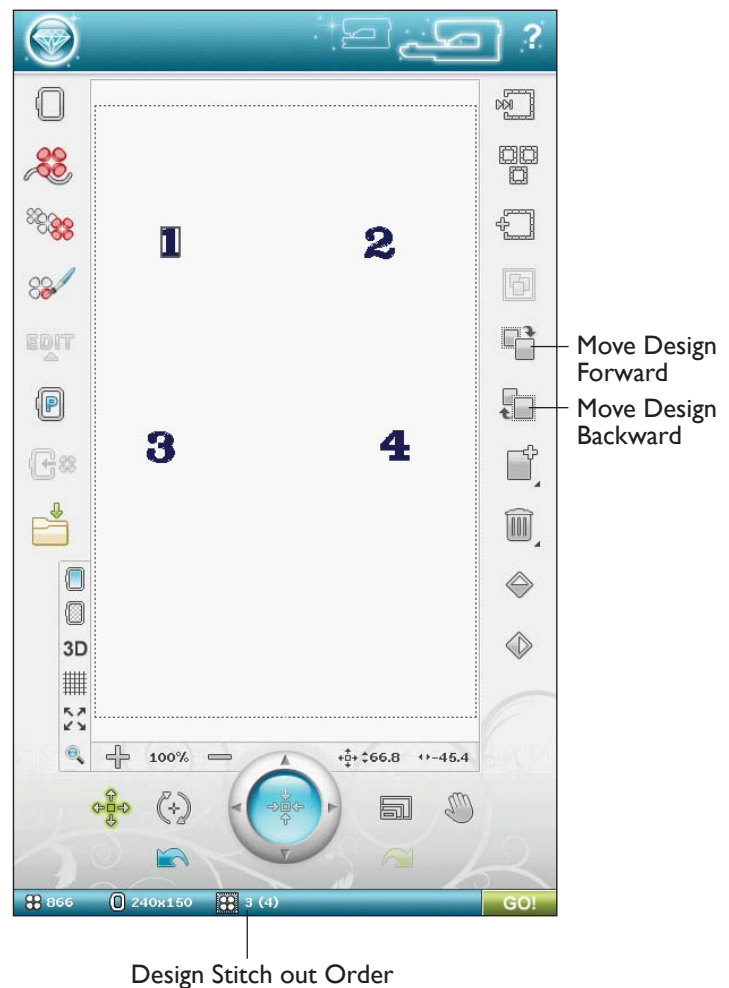 ?
1
2
EDIT
Move Design
Forward
P
Move Design
Backward
3
4
3D
100%
66.8
-45.4
866
240x150
3 (4)
GO!
Design Stitch out Order